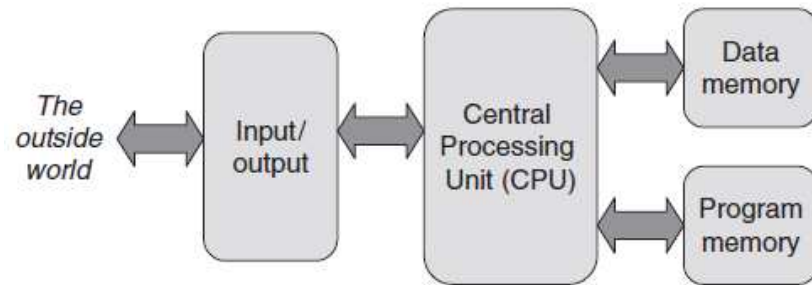 The
outside
world
Input/
output
Central
Processing
Unit (CPU)
Data
memory
Program
memory